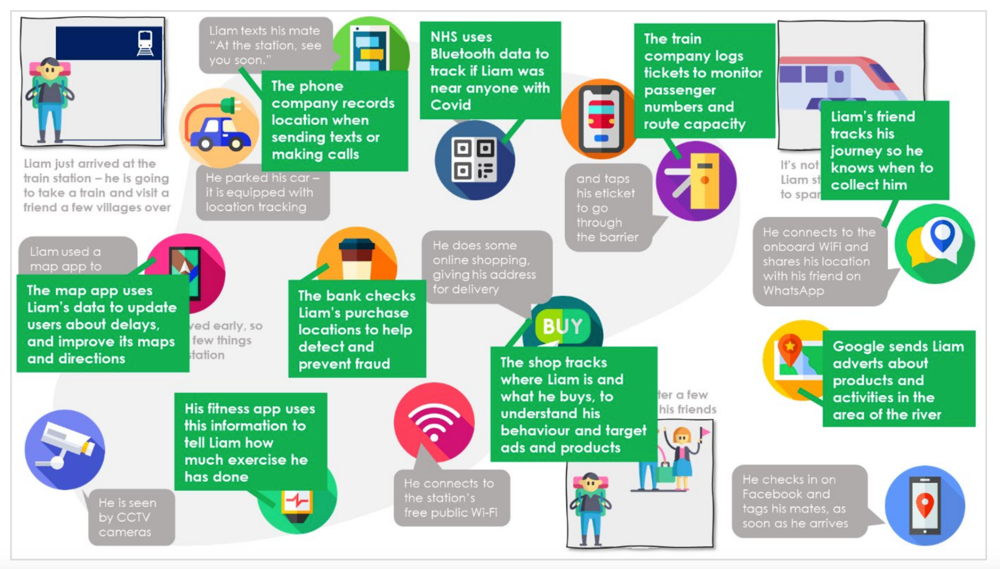 Liam just arrived at the
train station – he is going
to take a train and visit a
friend a few villages over
Liam texts his mate
“At the station, see
you soon.”
The phone
company records
location when
sending texts or
making calls
He parked his car –
it is equipped with
location tracking
NHS uses
Bluetooth data to
track if Liam was
near anyone with
Covid
The train
company logs
tickets to monitor
passenger
numbers and
route capacity
and taps
his eticket
to go
through
the barrier
It's not
Liam
to
Liam's friend
tracks his
journey so he
knows when to
collect him
He connects to the
onboard WiFi and
shares his location
with his friend on
WhatsApp
Liam used a
map app to
The map app uses
Liam's data to update
users about delays,
and improve its maps
and directions
early, so
few things
station
The bank checks
Liam's purchase
locations to help
detect and
prevent fraud
He does some
online shopping,
giving his address
for delivery
BUY
The shop tracks
where Liam is and
what he buys, to
understand his
behaviour and target
ads and products
a few
his friends
Google sends Liam
adverts about
products and
activities in the
area of the river
He is seen
by CCTV
cameras
His fitness app uses
this information to
tell Liam how
much exercise he
has done
He connects to
the station's
free public Wi-Fi
He checks in on
Facebook and
tags his mates, as
soon as he arrives